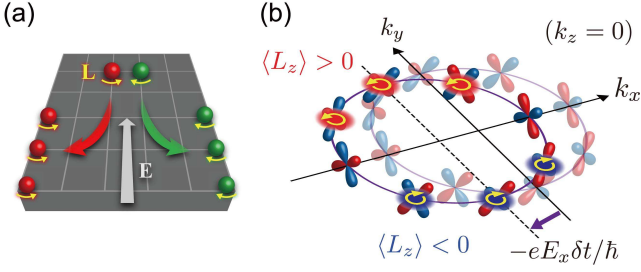 (a)
L
E
(b)
k_y
(k_z = 0)
⟨L_z⟩ > 0
k_x
⟨L_z⟩ < 0
−eE_xδt/ħ